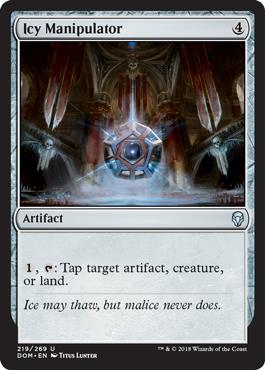 Icy Manipulator 4
Artifact
1, T: Tap target artifact, creature,
or land.
Ice may thaw, but malice never does.
219/269 U
DOM • EN Titus Lunter
™ & © 2018 Wizards of the Coast